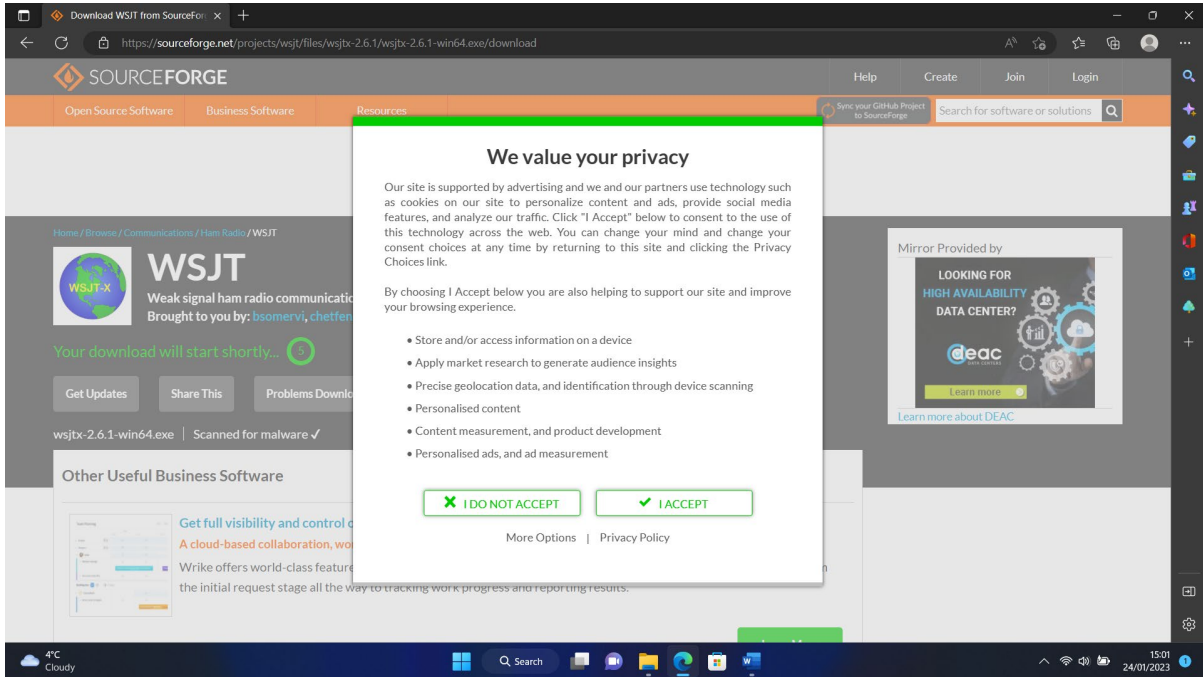 Download WSJT from SourceFor
https://sourceforge.net/projects/wsjt/files/wsjtx-2.6.1/wsjtx-2.6.1-win64.exe/download
SOURCEFORGE
Help Create Join Login
Open Source Software Business Software Resources
Sync your GitHub Project
to SourceForge
Search for software or solutions
We value your privacy
Our site is supported by advertising and we and our partners use technology such
as cookies on our site to personalize content and ads, provide social media
features, and analyze our traffic. Click "I Accept" below to consent to the use of
this technology across the web. You can change your mind and change your
consent choices at any time by returning to this site and clicking the Privacy
Choices link.
By choosing I Accept below you are also helping to support our site and improve
your browsing experience.
• Store and/or access information on a device
• Apply market research to generate audience insights
• Precise geolocation data, and identification through device scanning
• Personalised content
• Content measurement, and product development
• Personalised ads, and ad measurement
I DO NOT ACCEPT
I ACCEPT
More Options | Privacy Policy
Home / Browse / Communications / Ham Radio / WSJT
WSJT-X
WSJT
Weak signal ham radio communicatio
Brought to you by: bsomervi, chetfen
Your download will start shortly... 5
Get Updates Share This Problems Downlo
wsjtx-2.6.1-win64.exe | Scanned for malware ✓
Mirror Provided by
LOOKING FOR
HIGH AVAILABILITY
DATA CENTER?
deac
DATA CENTERS
Learn more
Learn more about DEAC
Other Useful Business Software
Get full visibility and control o
A cloud-based collaboration, wo
Wrike offers world-class feature
the initial request stage all the way to tracking work progress and reporting results.
4°C
Cloudy
Search
15:01
24/01/2023
1